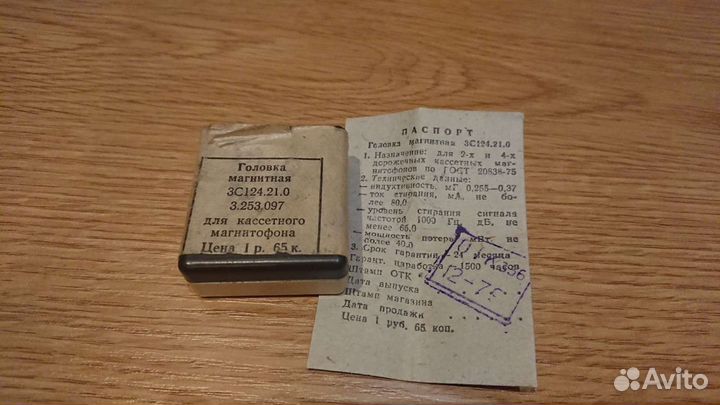 Головка
магнитная
3С124.21.0
3.253.097
для кассетного
магнитофона
Цена 1 р. 65 к.
ПАСПОРТ
Головка магнитная 3С124.21.0
1. Назначение: для 2-х и 4-х
дорожечных кассетных маг-
нитофонов по ГОСТ 20838-75
2. Технические данные:
— индуктивность, мГ 0,255—0,37
— ток стирания, мА, не бо-
лее 80,0
— уровень стирания сигнала
частотой 1000 Гц, дБ, не
менее 65,0
— мощность потерь, мВт, не
более 40,0
3. Срок гарантии — 24 месяца
Гарант. наработка — 1500 часов
Штамп ОТК
Дата выпуска
Штамп магазина
Дата продажи
Цена 1 руб. 65 коп.
Avito